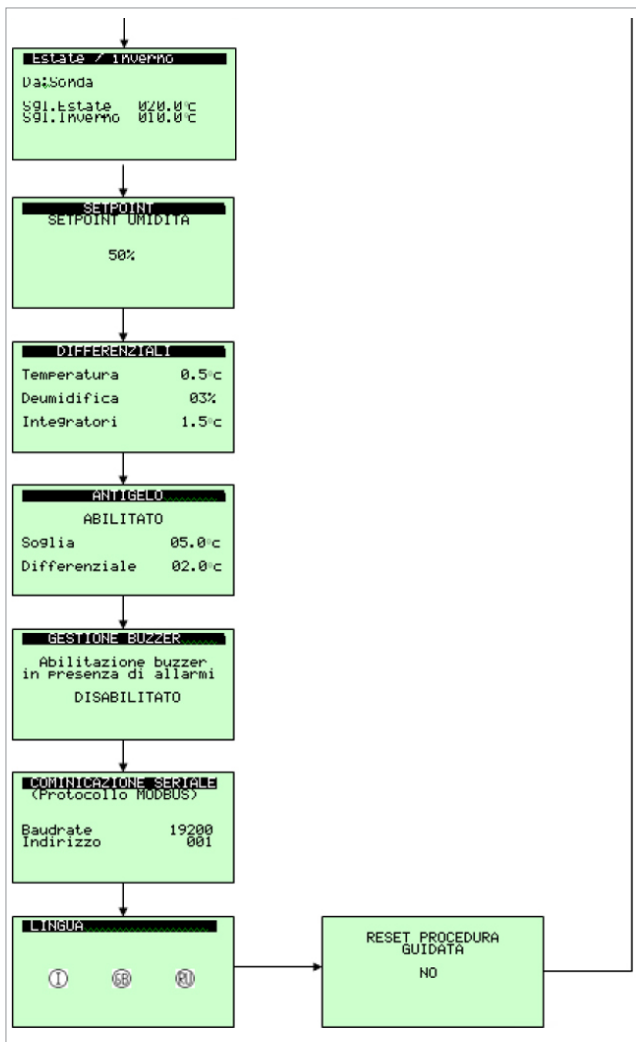 Estate / inverno
Da:Sonda
Sgl.Estate 020.0°c
Sgl.Inverno 010.0°c
SETPOINT
SETPOINT UMIDITA
50%
DIFFERENZIALI
Temperatura 0.5°c
Deumidifica 03%
Integratori 1.5°c
ANTIGELO
ABILITATO
Soglia 05.0°c
Differenziale 02.0°c
GESTIONE BUZZER
Abilitazione buzzer
in presenza di allarmi
DISABILITATO
COMINICAZIONE SERIALE
(Protocollo MODBUS)
Baudrate 19200
Indirizzo 001
LINGUA
I GB RU
RESET PROCEDURA
GUIDATA
NO